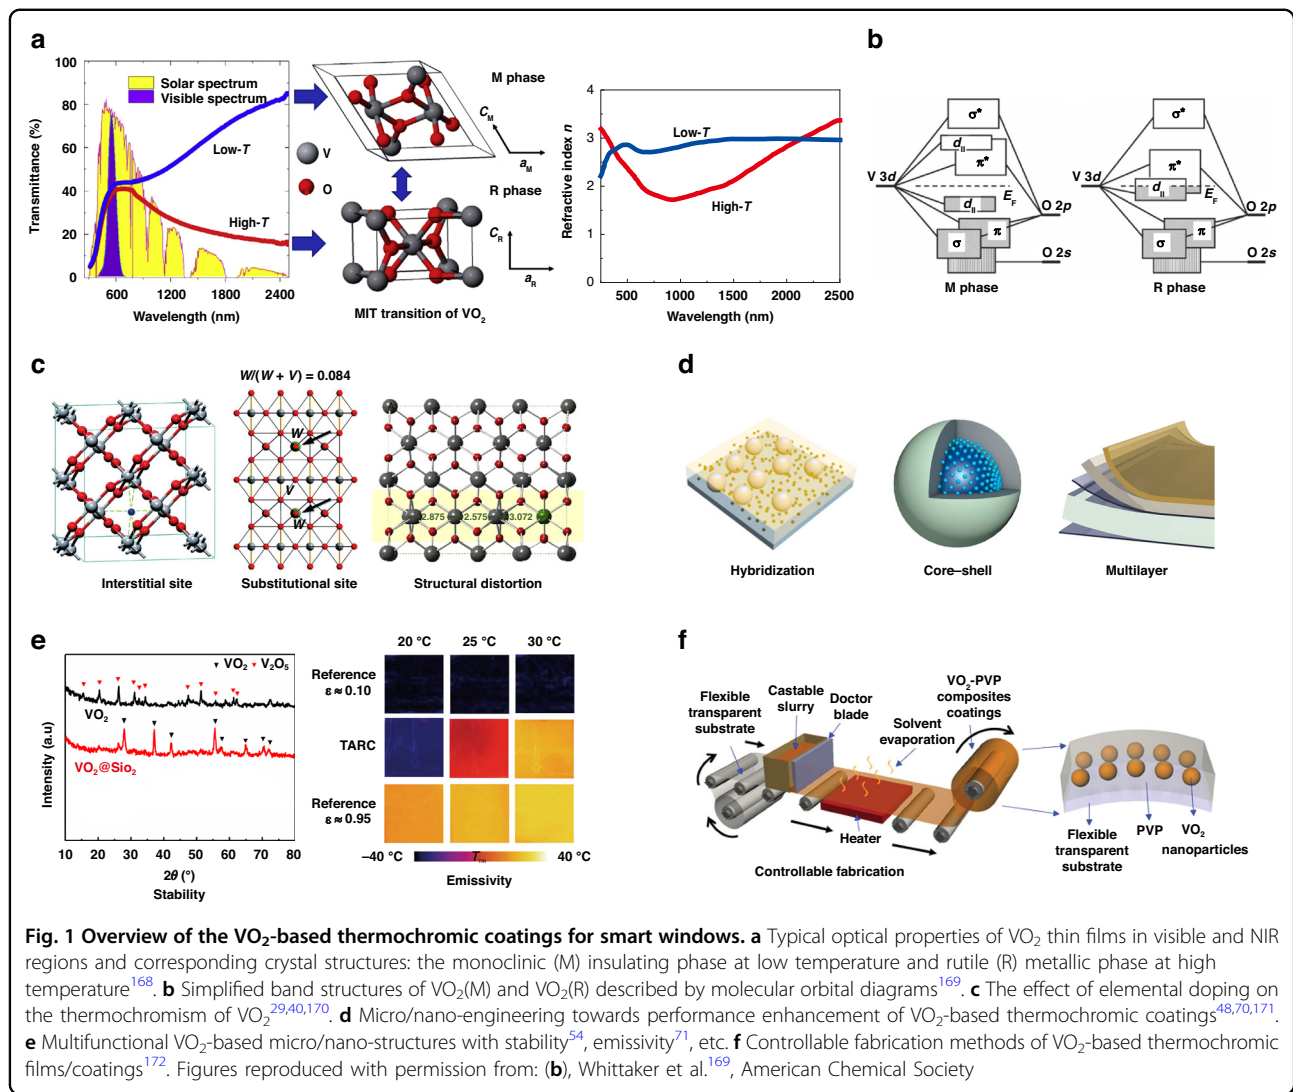 a
100
80
60
40
20
0
Transmittance (%)
Solar spectrum
Visible spectrum
Low-T
High-T
600
1200
1800
2400
Wavelength (nm)
M phase
C_M
a_M
V
O
R phase
C_R
a_R
MIT transition of VO₂
4
3
2
1
0
Refractive index n
Low-T
High-T
500
1000
1500
2000
2500
Wavelength (nm)
b
σ*
d_II
π*
V 3d
E_F
d_II
O 2p
π
σ
O 2s
M phase
σ*
π*
V 3d
d_II
E_F
O 2p
π
σ
O 2s
R phase
c
W/(W + V) = 0.084
W
V
W
2.875
2.575
3.072
Interstitial site
Substitutional site
Structural distortion
d
Hybridization
Core–shell
Multilayer
e
VO₂
V₂O₅
VO₂
VO₂@Sio₂
Intensity (a.u)
10
20
30
40
50
60
70
80
2θ (°)
Stability
20 °C
25 °C
30 °C
Reference
ε ≈ 0.10
TARC
Reference
ε ≈ 0.95
–40 °C
40 °C
Emissivity
f
Flexible
transparent
substrate
Castable
slurry
Doctor
blade
VO₂-PVP
composites
coatings
Solvent
evaporation
Heater
Controllable fabrication
Flexible
transparent
substrate
PVP
VO₂
nanoparticles
Fig. 1 Overview of the VO₂-based thermochromic coatings for smart windows. a Typical optical properties of VO₂ thin films in visible and NIR
regions and corresponding crystal structures: the monoclinic (M) insulating phase at low temperature and rutile (R) metallic phase at high
temperature¹⁶⁸. b Simplified band structures of VO₂(M) and VO₂(R) described by molecular orbital diagrams¹⁶⁹. c The effect of elemental doping on
the thermochromism of VO₂²⁹,⁴⁰,¹⁷⁰. d Micro/nano-engineering towards performance enhancement of VO₂-based thermochromic coatings⁴⁸,⁷⁰,¹⁷¹.
e Multifunctional VO₂-based micro/nano-structures with stability⁵⁴, emissivity⁷¹, etc. f Controllable fabrication methods of VO₂-based thermochromic
films/coatings¹⁷². Figures reproduced with permission from: (b), Whittaker et al.¹⁶⁹, American Chemical Society